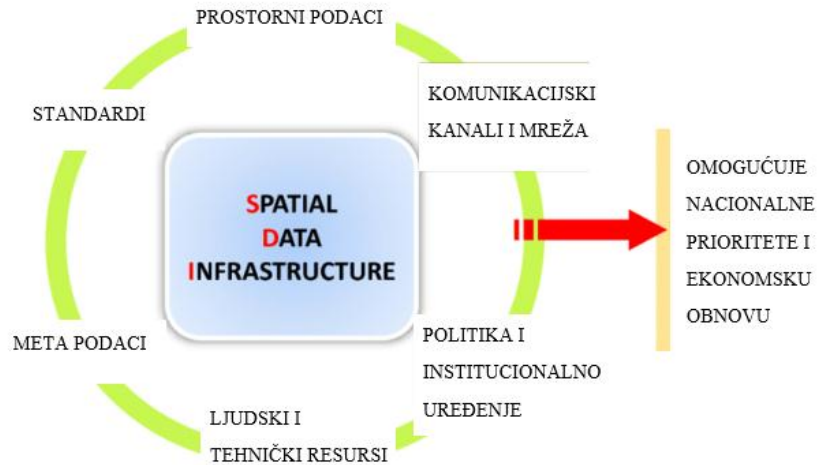 PROSTORNI PODACI
KOMUNIKACIJSKI
KANALI I MREŽA
STANDARDI
SPATIAL
DATA
INFRASTRUCTURE
OMOGUĆUJE
NACIONALNE
PRIORITETE I
EKONOMSKU
OBNOVU
META PODACI
POLITIKA I
INSTITUCIONALNO
UREĐENJE
LJUDSKI I
TEHNIČKI RESURSI